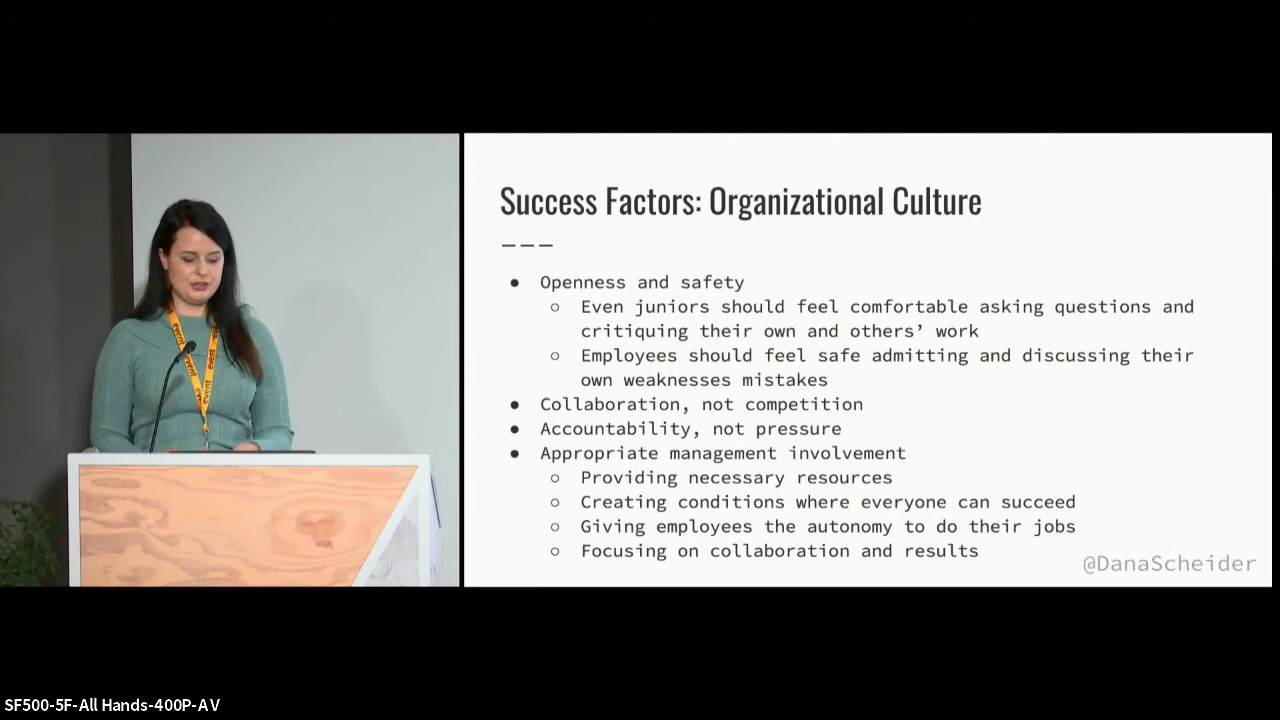 Success Factors: Organizational Culture
---
● Openness and safety
○ Even juniors should feel comfortable asking questions and
critiquing their own and others’ work
○ Employees should feel safe admitting and discussing their
own weaknesses mistakes
● Collaboration, not competition
● Accountability, not pressure
● Appropriate management involvement
○ Providing necessary resources
○ Creating conditions where everyone can succeed
○ Giving employees the autonomy to do their jobs
○ Focusing on collaboration and results
@DanaScheider
event
event
SF500-5F-All Hands-400P-AV